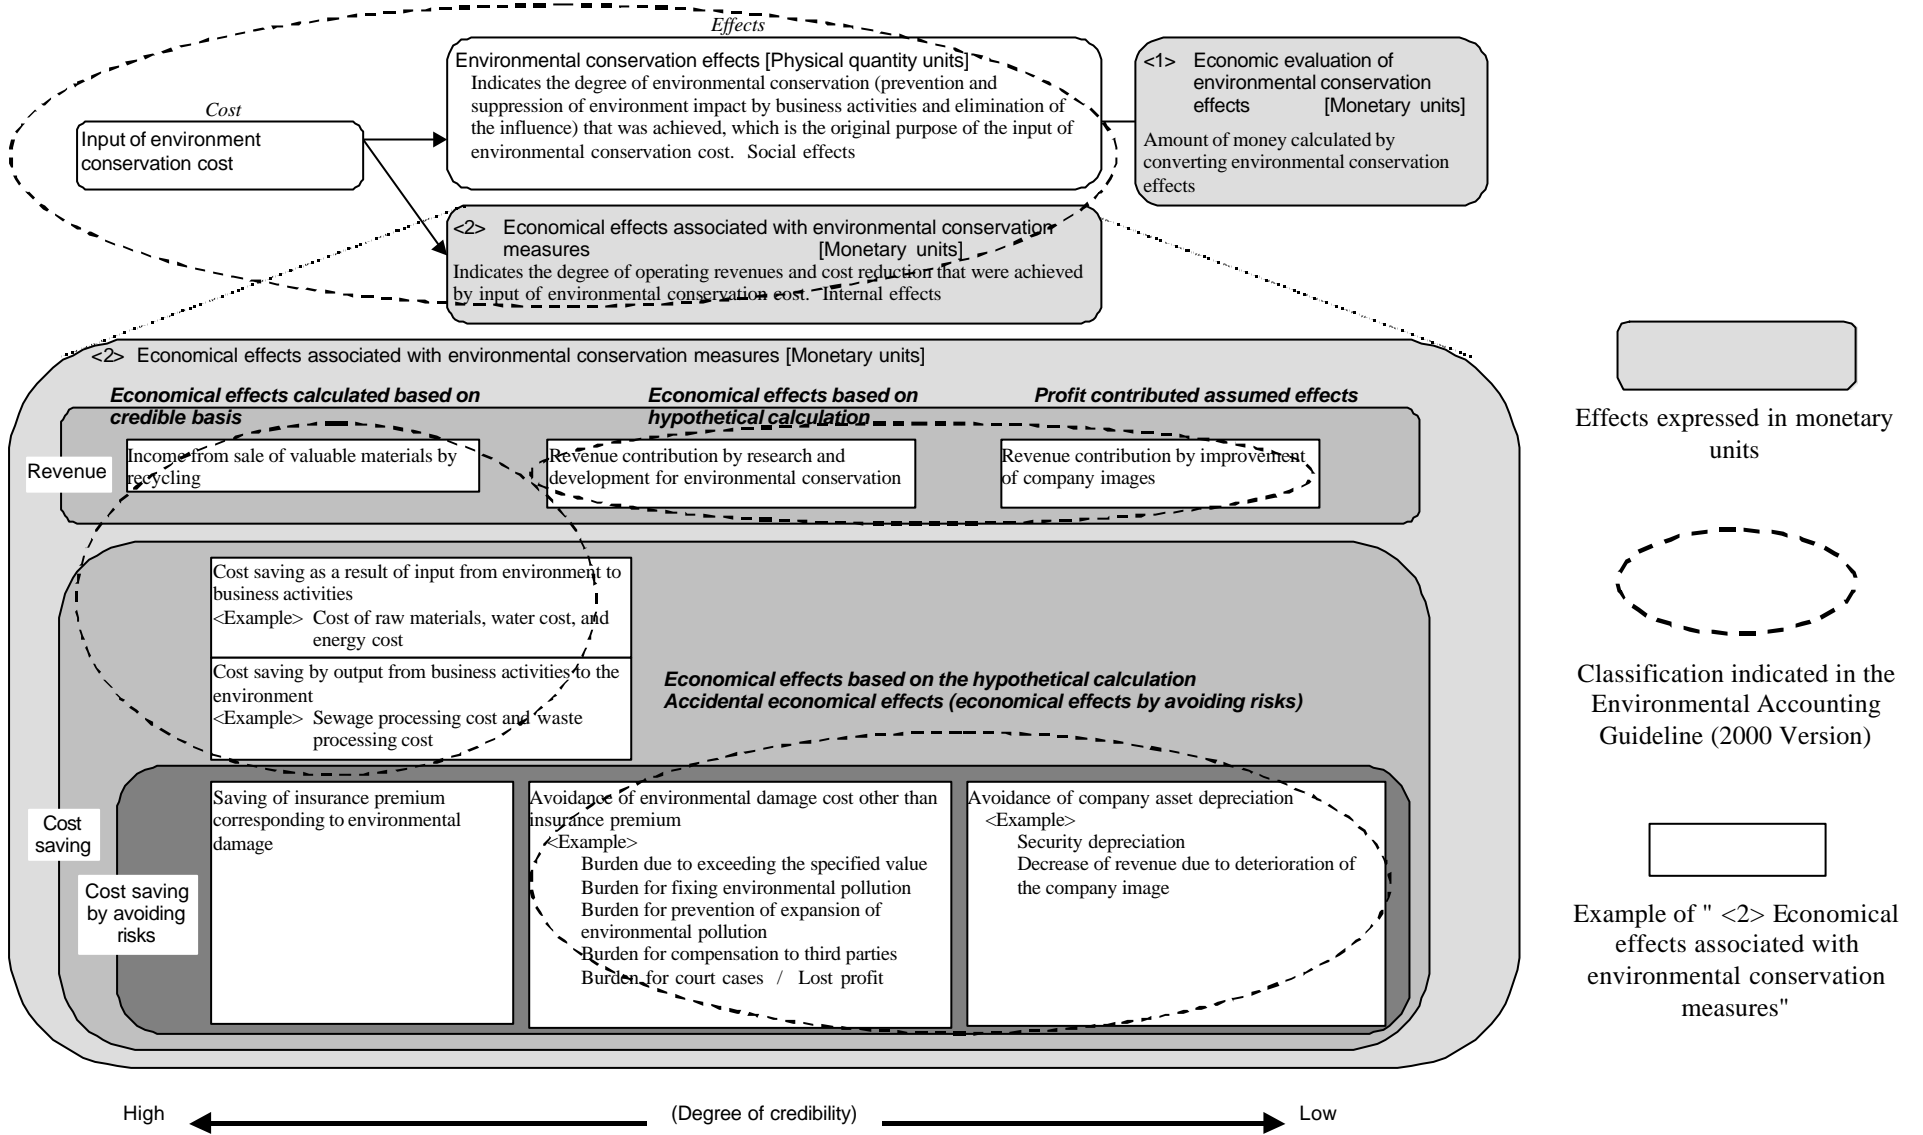 Effects
Environmental conservation effects [Physical quantity units]
Indicates the degree of environmental conservation (prevention and
suppression of environment impact by business activities and elimination of
the influence) that was achieved, which is the original purpose of the input of
environmental conservation cost. Social effects
<1> Economic evaluation of
environmental conservation
effects [Monetary units]
Amount of money calculated by
converting environmental conservation
effects
Cost
Input of environment
conservation cost
<2> Economical effects associated with environmental conservation
measures [Monetary units]
Indicates the degree of operating revenues and cost reduction that were achieved
by input of environmental conservation cost. Internal effects
<2> Economical effects associated with environmental conservation measures [Monetary units]
Economical effects calculated based on
credible basis
Economical effects based on
hypothetical calculation
Profit contributed assumed effects
Revenue
Income from sale of valuable materials by
recycling
Revenue contribution by research and
development for environmental conservation
Revenue contribution by improvement
of company images
Cost saving as a result of input from environment to
business activities
<Example> Cost of raw materials, water cost, and
energy cost
Cost saving by output from business activities to the
environment
<Example> Sewage processing cost and waste
processing cost
Economical effects based on the hypothetical calculation
Accidental economical effects (economical effects by avoiding risks)
Cost
saving
Cost saving
by avoiding
risks
Saving of insurance premium
corresponding to environmental
damage
Avoidance of environmental damage cost other than
insurance premium
<Example>
Burden due to exceeding the specified value
Burden for fixing environmental pollution
Burden for prevention of expansion of
environmental pollution
Burden for compensation to third parties
Burden for court cases / Lost profit
Avoidance of company asset depreciation
<Example>
Security depreciation
Decrease of revenue due to deterioration of
the company image
High
(Degree of credibility)
Low
Effects expressed in monetary
units
Classification indicated in the
Environmental Accounting
Guideline (2000 Version)
Example of " <2> Economical
effects associated with
environmental conservation
measures"